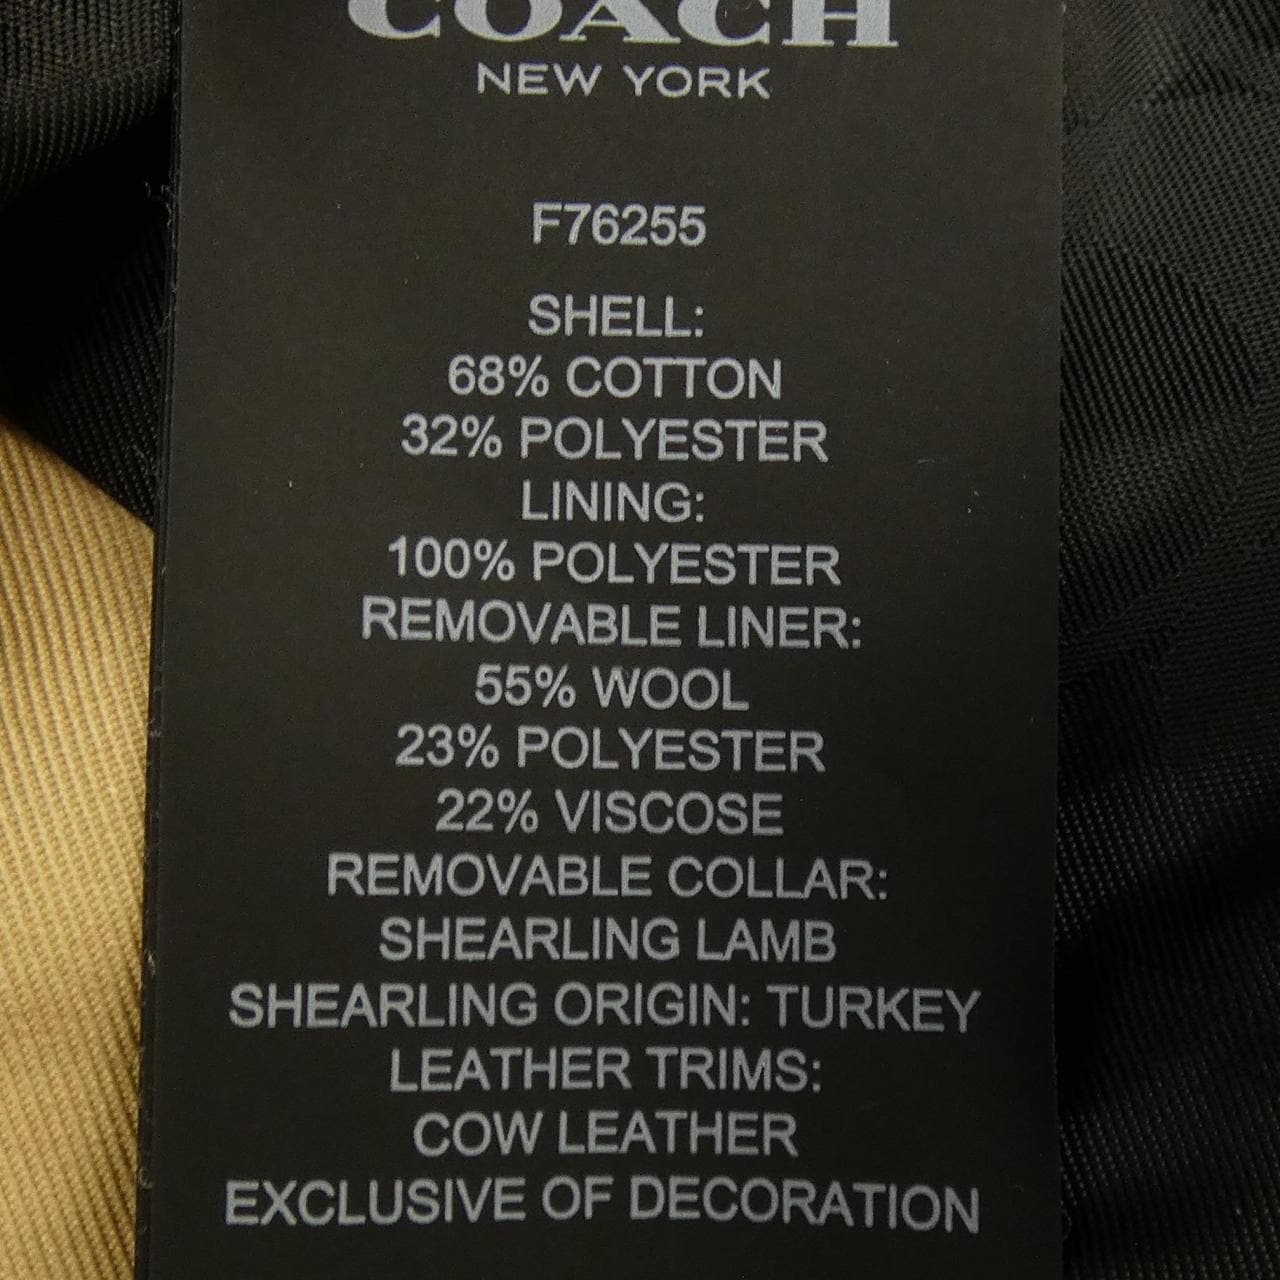 COACH
NEW YORK
F76255
SHELL:
68% COTTON
32% POLYESTER
LINING:
100% POLYESTER
REMOVABLE LINER:
55% WOOL
23% POLYESTER
22% VISCOSE
REMOVABLE COLLAR:
SHEARLING LAMB
SHEARLING ORIGIN: TURKEY
LEATHER TRIMS:
COW LEATHER
EXCLUSIVE OF DECORATION